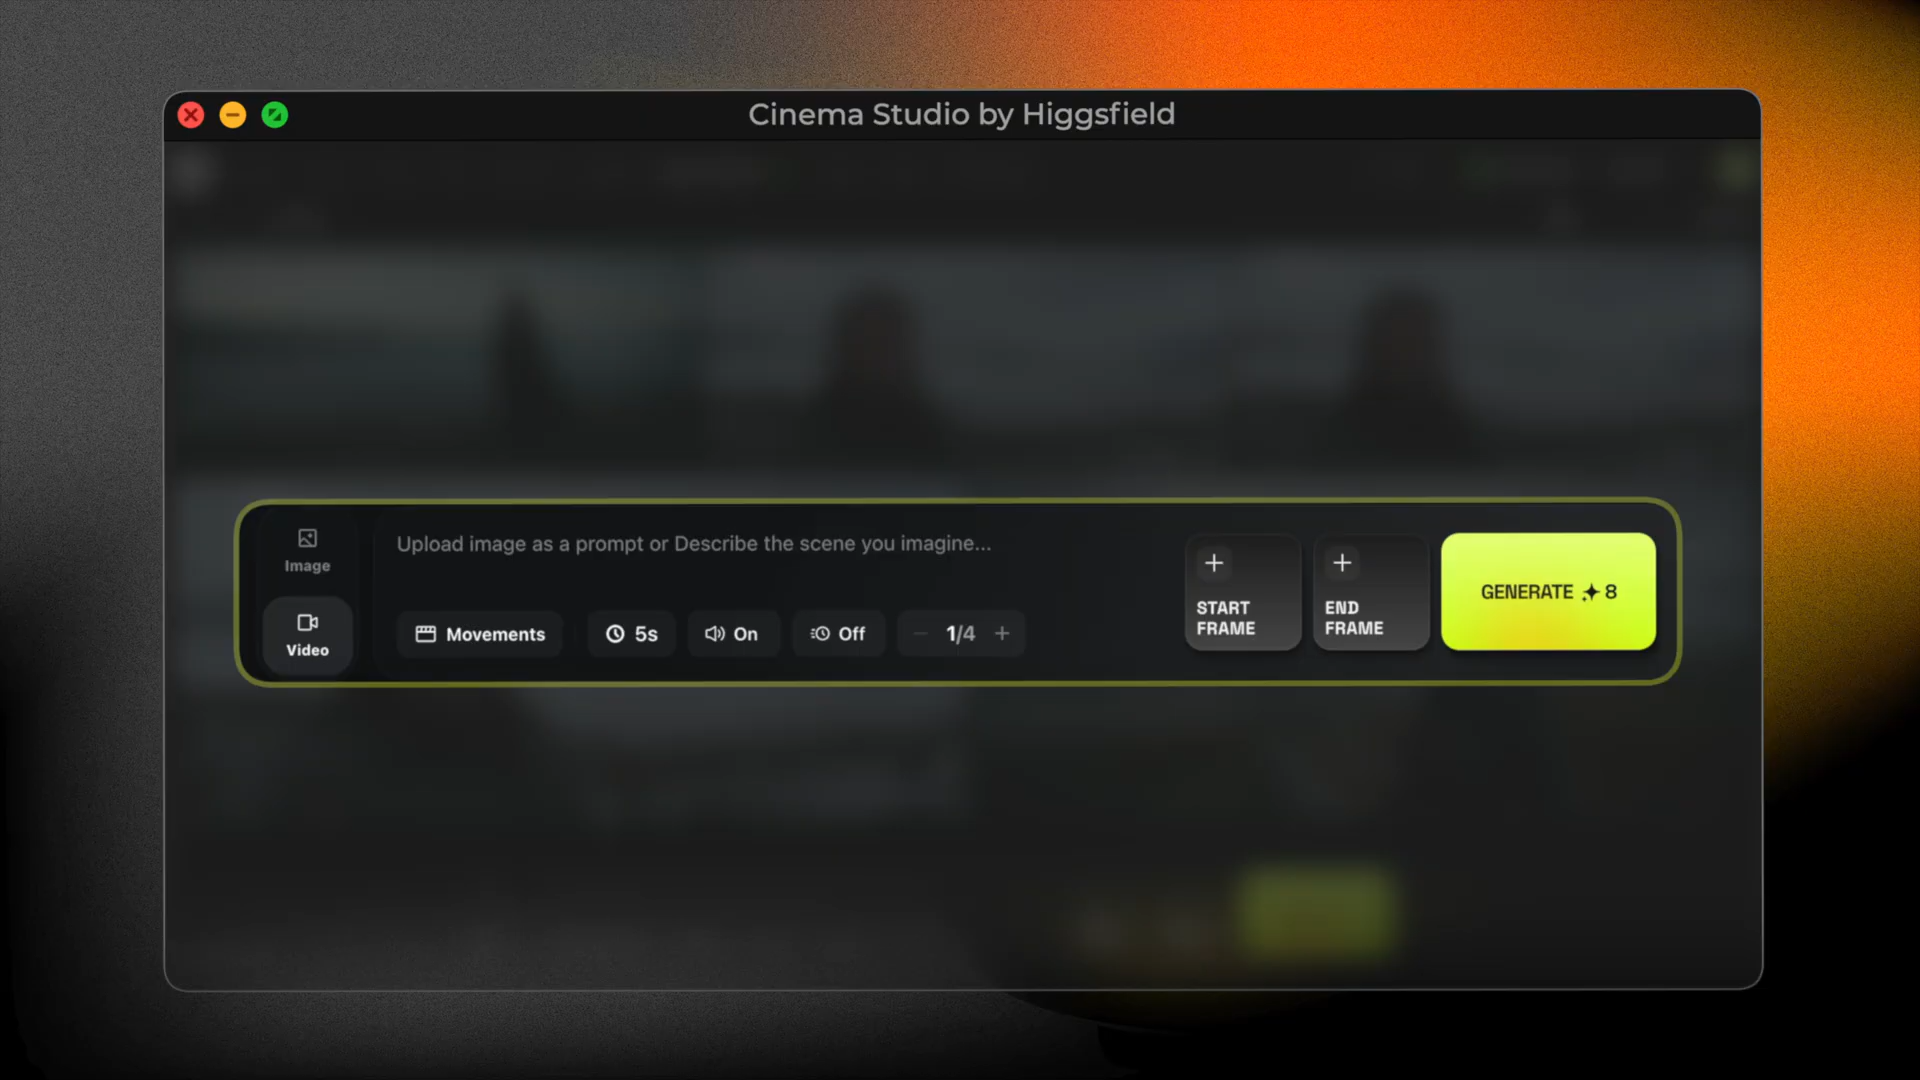 Cinema Studio by Higgsfield
Image
Upload image as a prompt or Describe the scene you imagine...
Video
Movements
5s
On
Off
1/4
START
FRAME
END
FRAME
GENERATE 8